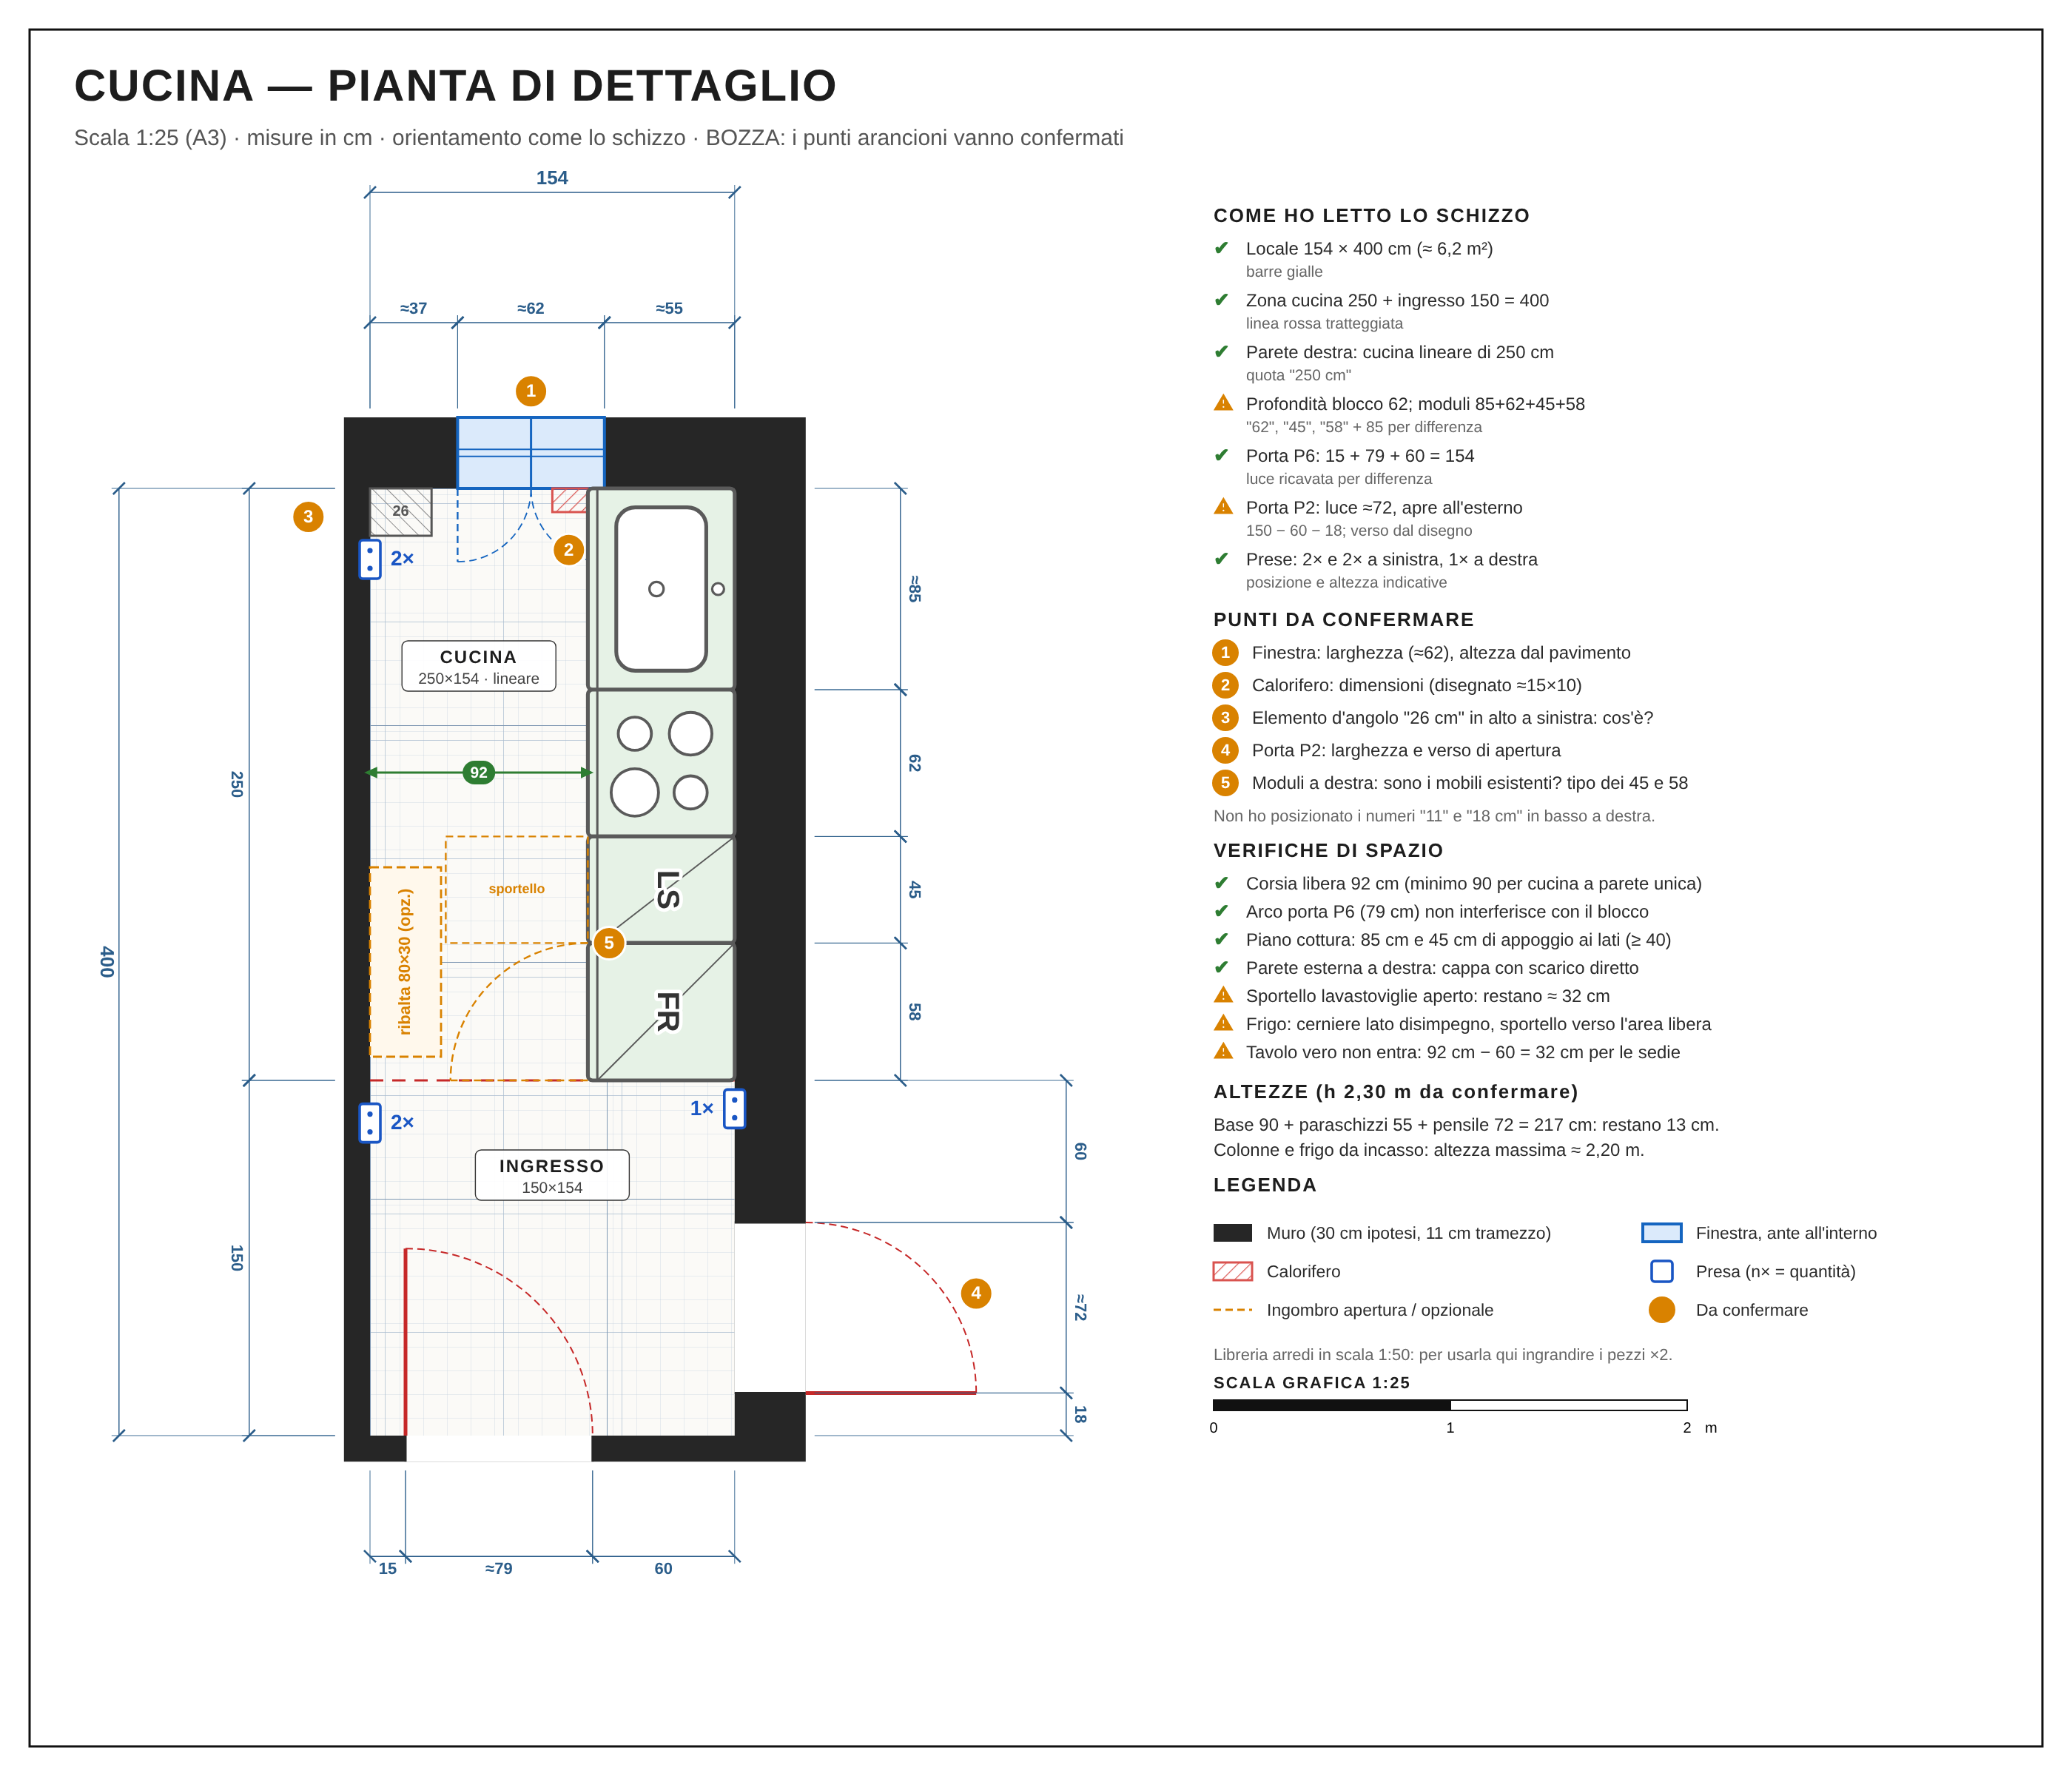 CUCINA — PIANTA DI DETTAGLIO
Scala 1:25 (A3) · misure in cm · orientamento come lo schizzo · BOZZA: i punti arancioni vanno confermati
154
≈37
≈62
≈55
1
3
26
2×
2
≈85
CUCINA
250×154 · lineare
92
62
250
sportello
LS
45
ribalta 80×30 (opz.)
5
400
FR
58
2×
1×
60
INGRESSO
150×154
150
4
≈72
18
15
≈79
60
COME HO LETTO LO SCHIZZO
✔ Locale 154 × 400 cm (≈ 6,2 m²)
barre gialle
✔ Zona cucina 250 + ingresso 150 = 400
linea rossa tratteggiata
✔ Parete destra: cucina lineare di 250 cm
quota "250 cm"
Profondità blocco 62; moduli 85+62+45+58
"62", "45", "58" + 85 per differenza
✔ Porta P6: 15 + 79 + 60 = 154
luce ricavata per differenza
Porta P2: luce ≈72, apre all'esterno
150 − 60 − 18; verso dal disegno
✔ Prese: 2× e 2× a sinistra, 1× a destra
posizione e altezza indicative
PUNTI DA CONFERMARE
1 Finestra: larghezza (≈62), altezza dal pavimento
2 Calorifero: dimensioni (disegnato ≈15×10)
3 Elemento d'angolo "26 cm" in alto a sinistra: cos'è?
4 Porta P2: larghezza e verso di apertura
5 Moduli a destra: sono i mobili esistenti? tipo dei 45 e 58
Non ho posizionato i numeri "11" e "18 cm" in basso a destra.
VERIFICHE DI SPAZIO
✔ Corsia libera 92 cm (minimo 90 per cucina a parete unica)
✔ Arco porta P6 (79 cm) non interferisce con il blocco
✔ Piano cottura: 85 cm e 45 cm di appoggio ai lati (≥ 40)
✔ Parete esterna a destra: cappa con scarico diretto
Sportello lavastoviglie aperto: restano ≈ 32 cm
Frigo: cerniere lato disimpegno, sportello verso l'area libera
Tavolo vero non entra: 92 cm − 60 = 32 cm per le sedie
ALTEZZE (h 2,30 m da confermare)
Base 90 + paraschizzi 55 + pensile 72 = 217 cm: restano 13 cm.
Colonne e frigo da incasso: altezza massima ≈ 2,20 m.
LEGENDA
Muro (30 cm ipotesi, 11 cm tramezzo)
Finestra, ante all'interno
Calorifero
Presa (n× = quantità)
Ingombro apertura / opzionale
Da confermare
Libreria arredi in scala 1:50: per usarla qui ingrandire i pezzi ×2.
SCALA GRAFICA 1:25
0 1 2 m